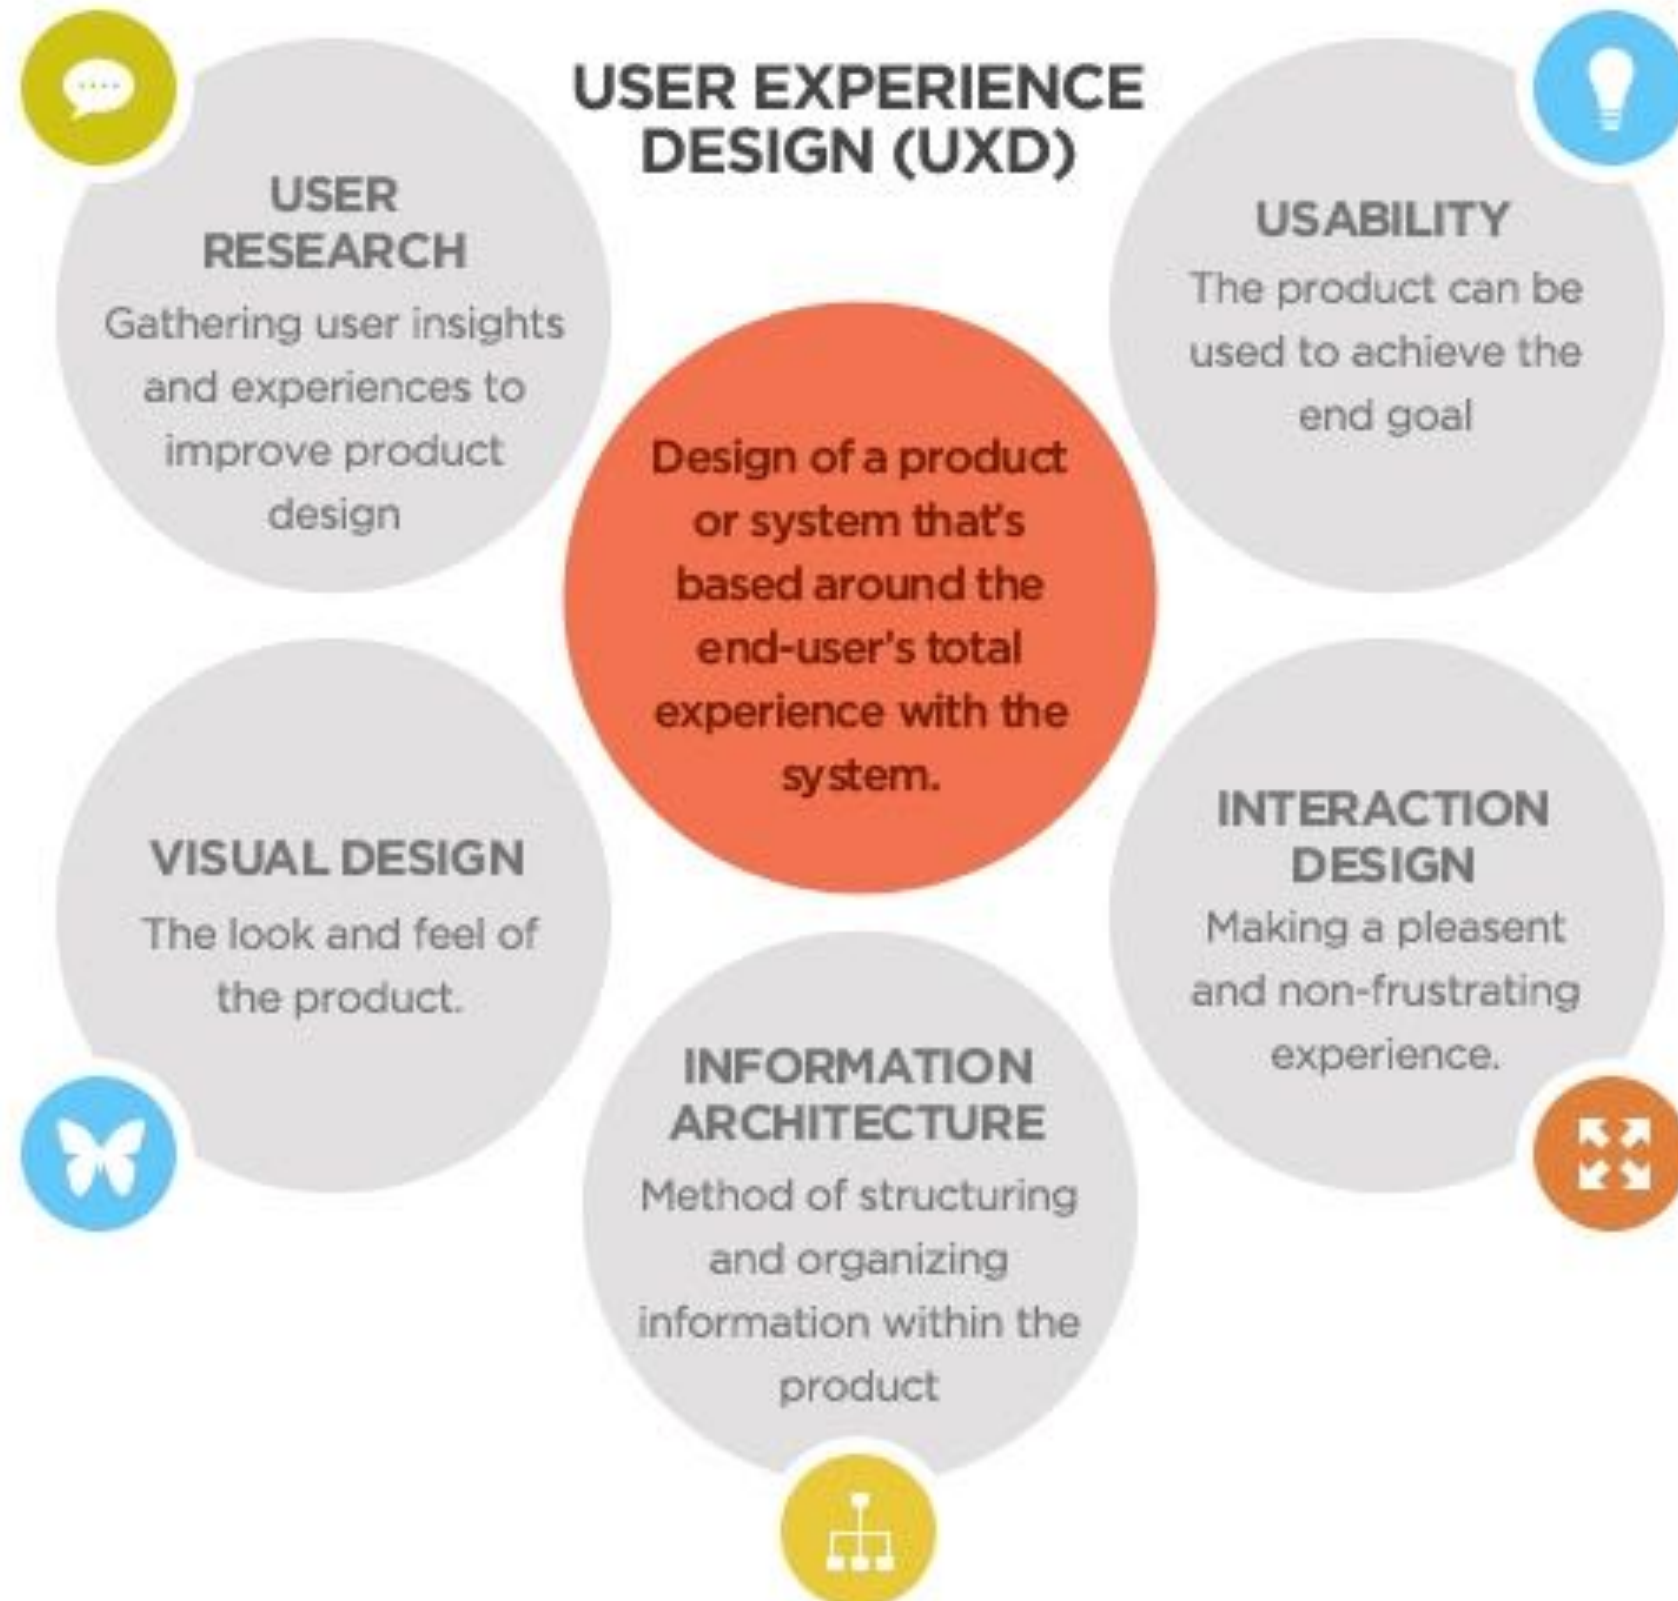 USER EXPERIENCE
DESIGN (UXD)
USER
RESEARCH
Gathering user insights
and experiences to
improve product
design
USABILITY
The product can be
used to achieve the
end goal
Design of a product
or system that's
based around the
end-user's total
experience with the
system.
VISUAL DESIGN
The look and feel of
the product.
INTERACTION
DESIGN
Making a pleasent
and non-frustrating
experience.
INFORMATION
ARCHITECTURE
Method of structuring
and organizing
information within the
product